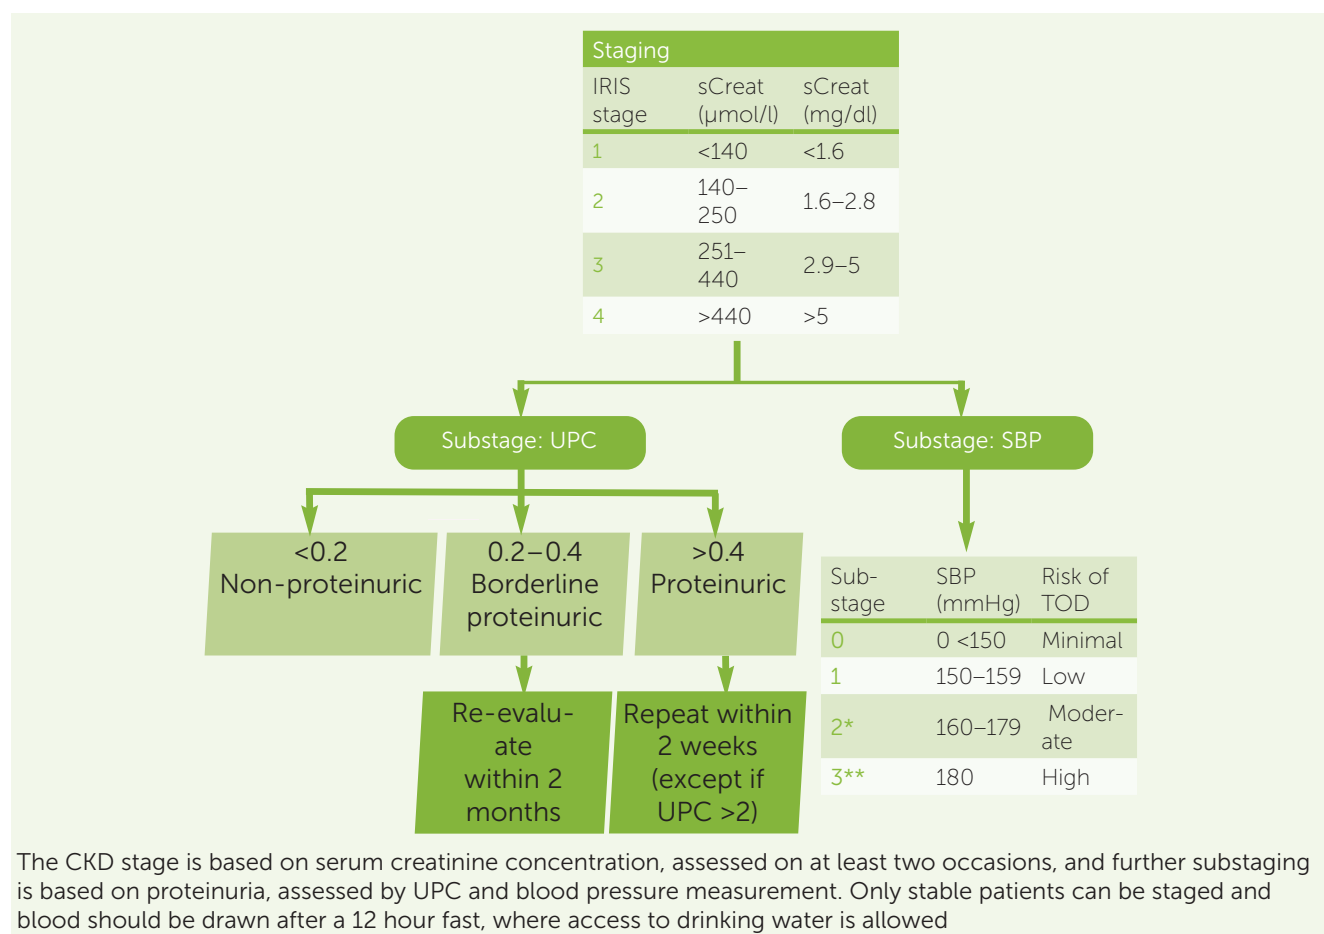 Staging
IRIS stage sCreat (µmol/l) sCreat (mg/dl)
1 <140 <1.6
2 140–250 1.6–2.8
3 251–440 2.9–5
4 >440 >5
Substage: UPC
Substage: SBP
<0.2
Non-proteinuric
0.2–0.4
Borderline
proteinuric
>0.4
Proteinuric
Re-evalu-
ate
within 2
months
Repeat within
2 weeks
(except if
UPC >2)
Sub-stage SBP (mmHg) Risk of TOD
0 0 <150 Minimal
1 150–159 Low
2* 160–179 Moder-ate
3** 180 High
The CKD stage is based on serum creatinine concentration, assessed on at least two occasions, and further substaging
is based on proteinuria, assessed by UPC and blood pressure measurement. Only stable patients can be staged and
blood should be drawn after a 12 hour fast, where access to drinking water is allowed